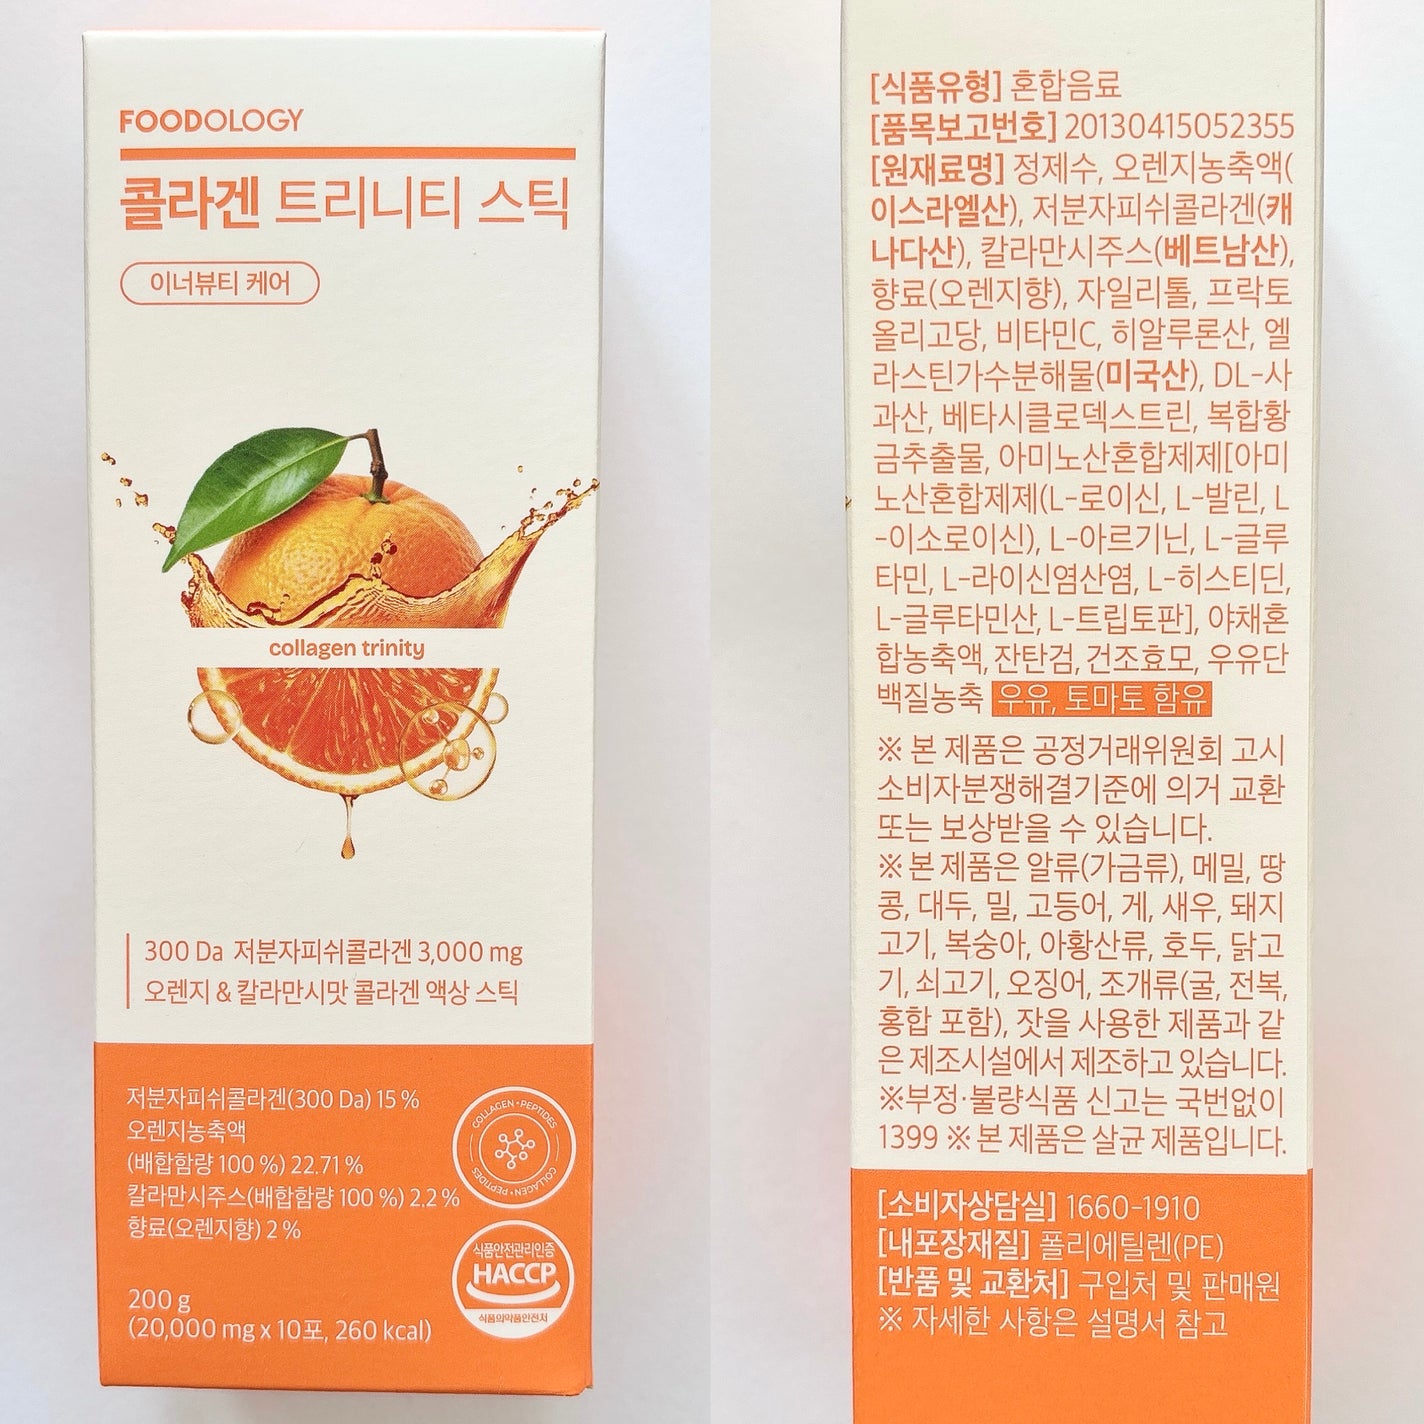 FOODOLOGY
콜라겐 트리니티 스틱
이너뷰티 케어
collagen trinity
300 Da 저분자피쉬콜라겐 3,000 mg
오렌지 & 칼라만시맛 콜라겐 액상 스틱
저분자피쉬콜라겐(300 Da) 15 %
오렌지농축액
(배합함량 100 %) 22.71 %
칼라만시주스(배합함량 100 %) 2.2 %
향료(오렌지향) 2 %
COLLAGEN • PEPTIDES
COLLAGEN • PEPTIDES
식품안전관리인증
HACCP
식품의약품안전처
200 g
(20,000 mg x 10포, 260 kcal)
[식품유형] 혼합음료
[품목보고번호] 20130415052355
[원재료명] 정제수, 오렌지농축액(
이스라엘산), 저분자피쉬콜라겐(캐
나다산), 칼라만시주스(베트남산),
향료(오렌지향), 자일리톨, 프락토
올리고당, 비타민C, 히알루론산, 엘
라스틴가수분해물(미국산), DL-사
과산, 베타시클로덱스트린, 복합황
금추출물, 아미노산혼합제제[아미
노산혼합제제(L-로이신, L-발린, L
-이소로이신), L-아르기닌, L-글루
타민, L-라이신염산염, L-히스티딘,
L-글루타민산, L-트립토판], 야채혼
합농축액, 잔탄검, 건조효모, 우유단
백질농축 우유, 토마토 함유
※ 본 제품은 공정거래위원회 고시
소비자분쟁해결기준에 의거 교환
또는 보상받을 수 있습니다.
※ 본 제품은 알류(가금류), 메밀, 땅
콩, 대두, 밀, 고등어, 게, 새우, 돼지
고기, 복숭아, 아황산류, 호두, 닭고
기, 쇠고기, 오징어, 조개류(굴, 전복,
홍합 포함), 잣을 사용한 제품과 같
은 제조시설에서 제조하고 있습니다.
※부정·불량식품 신고는 국번없이
1399 ※ 본 제품은 살균 제품입니다.
[소비자상담실] 1660-1910
[내포장재질] 폴리에틸렌(PE)
[반품 및 교환처] 구입처 및 판매원
※ 자세한 사항은 설명서 참고